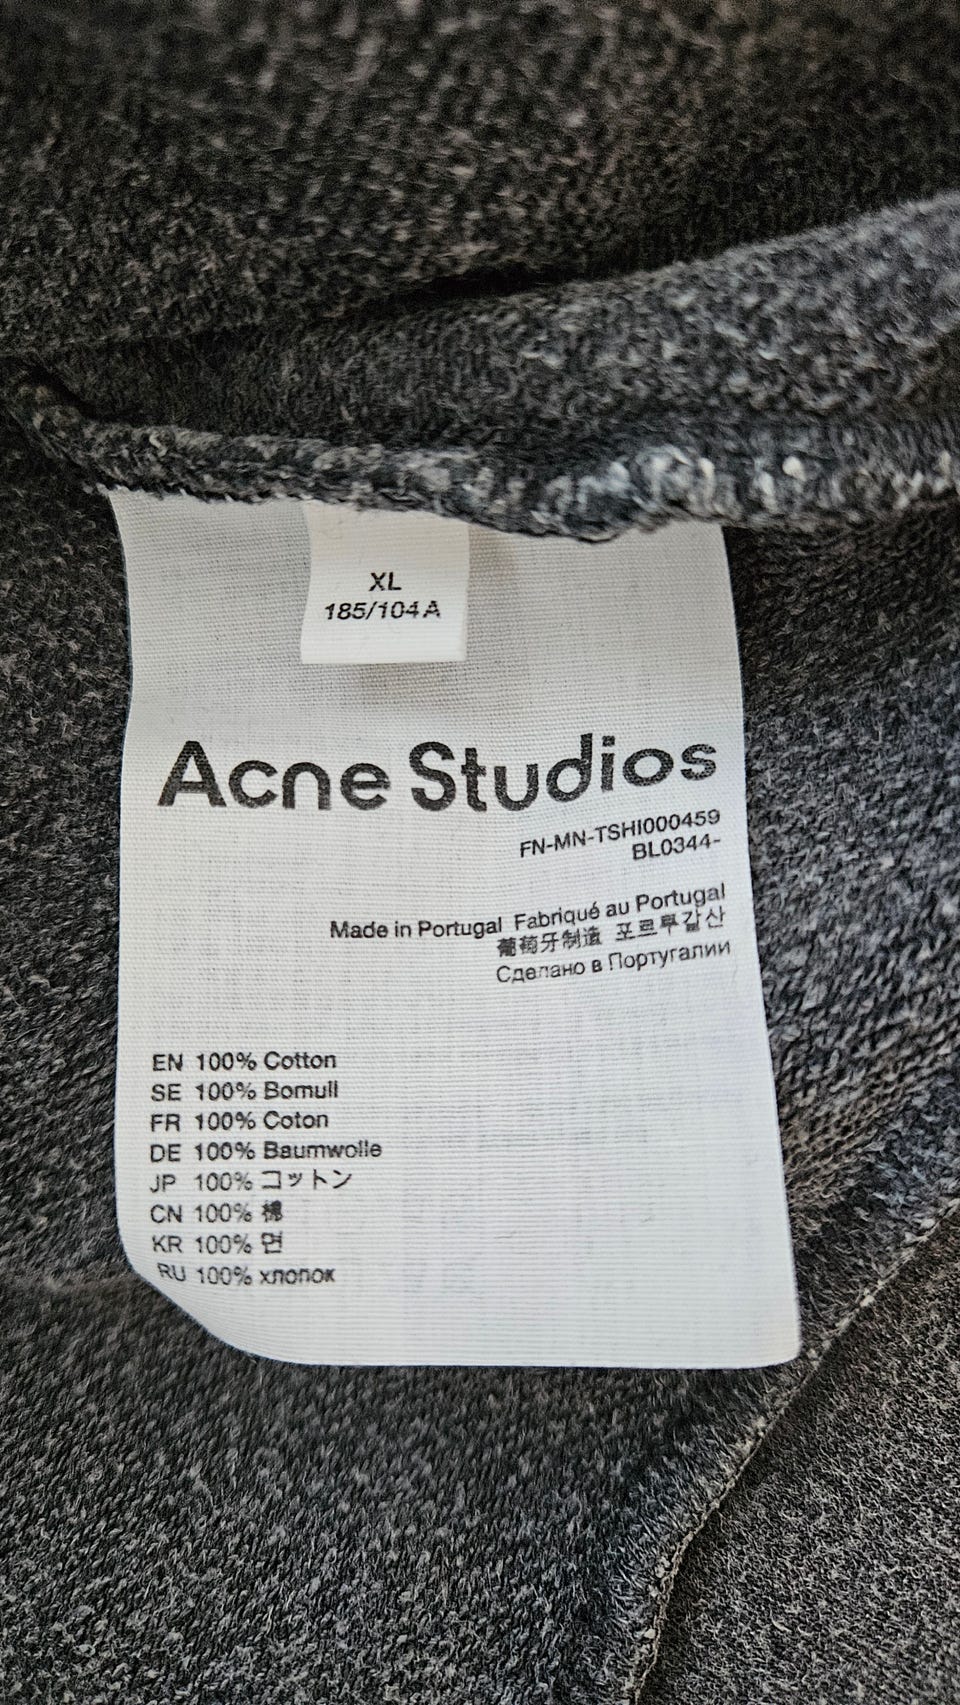 XL
185/104A
Acne Studios
FN-MN-TSHI000459
BL0344-
Made in Portugal Fabriqué au Portugal
葡萄牙制造 포르투갈산
Сделано в Португалии
EN 100% Cotton
SE 100% Bomull
FR 100% Coton
DE 100% Baumwolle
JP 100% コットン
CN 100% 棉
KR 100% 면
RU 100% хлопок